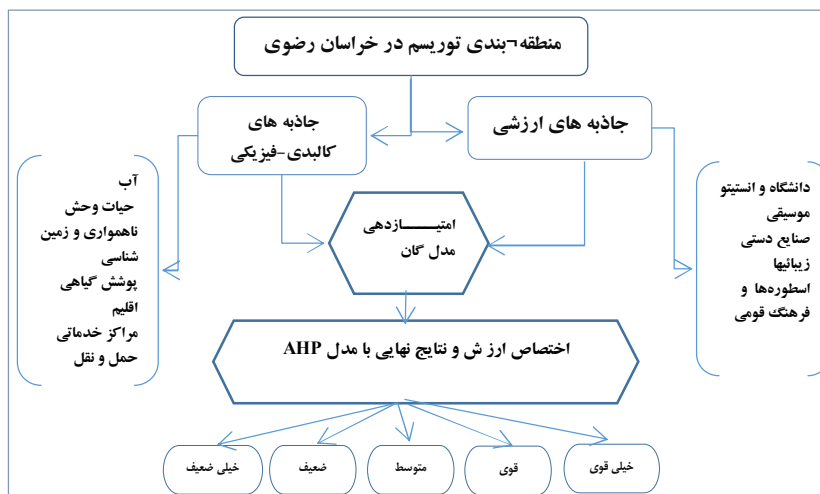 منطقه¬بندی توریسم در خراسان رضوی
جاذبه های ارزشی
جاذبه های
کالبدی-فیزیکی
دانشگاه و انستیتو
موسیقی
صنایع دستی
زیبائیها
اسطوره‌ها و
فرهنگ قومی
آب
حیات وحش
ناهمواری و زمین
شناسی
پوشش گیاهی
اقلیم
مراکز خدماتی
حمل و نقل
امتیـــــازدهی
مدل گان
اختصاص ارز ش و نتایج نهایی با مدل AHP
خیلی قوی
قوی
متوسط
ضعیف
خیلی ضعیف